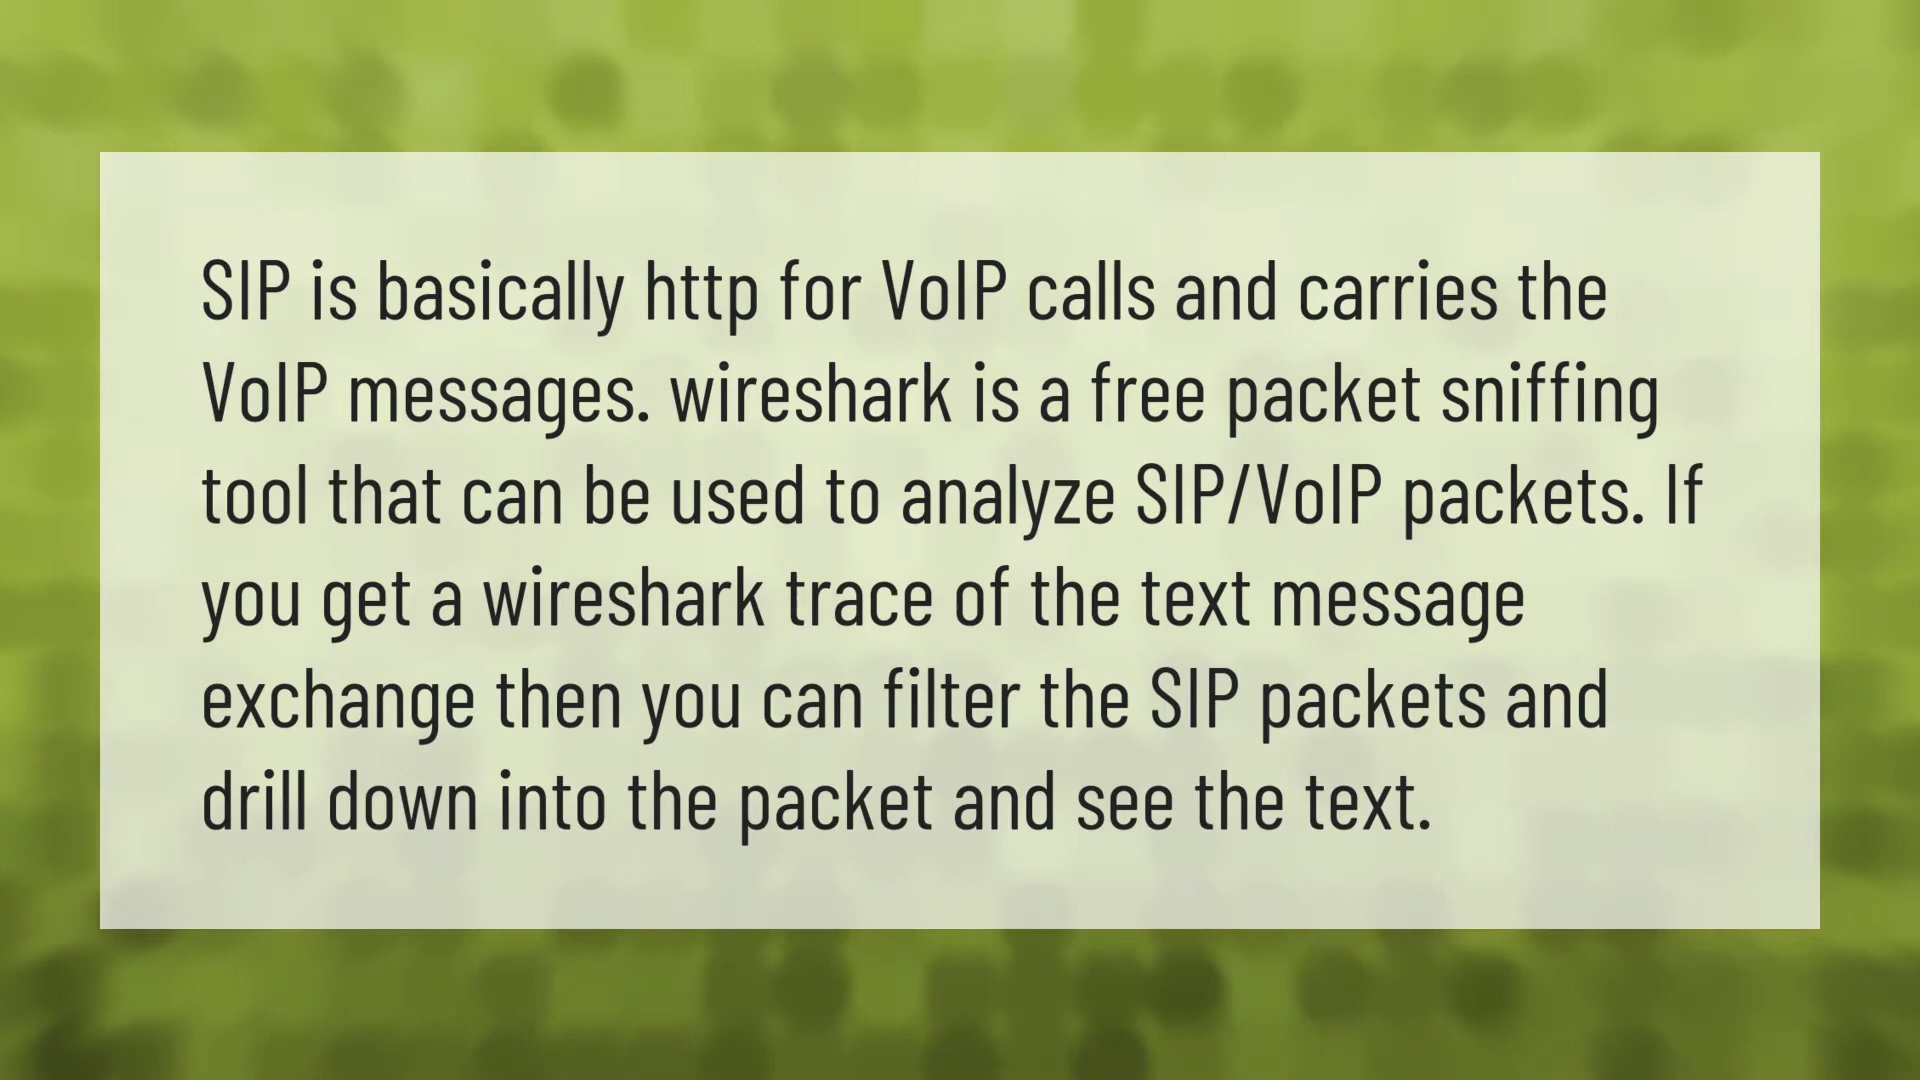 SIP is basically http for VoIP calls and carries the
VoIP messages. wireshark is a free packet sniffing
tool that can be used to analyze SIP/VoIP packets. If
you get a wireshark trace of the text message
exchange then you can filter the SIP packets and
drill down into the packet and see the text.